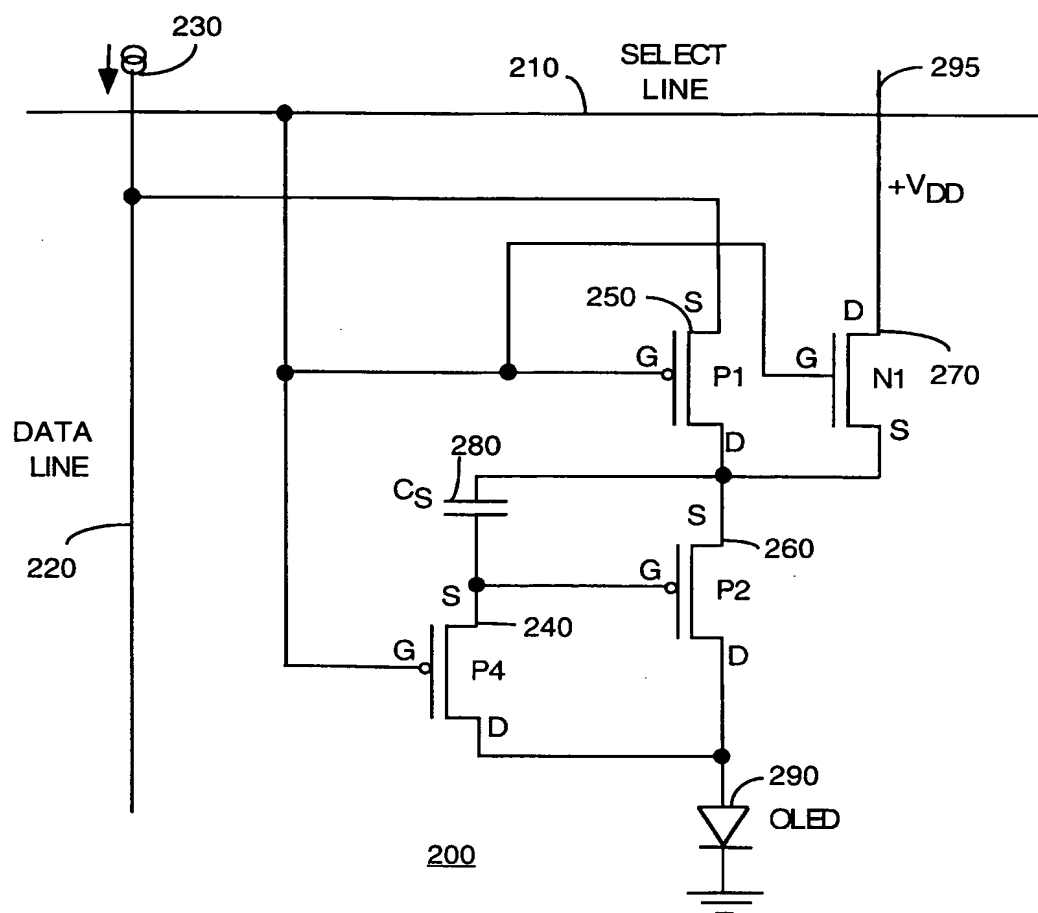 230
SELECT
LINE
210
295
+VDD
250
S
D
G
P1
G
N1
270
DATA
LINE
280
D
S
CS
S
260
220
G
P2
S
240
G
P4
D
D
290
OLED
200